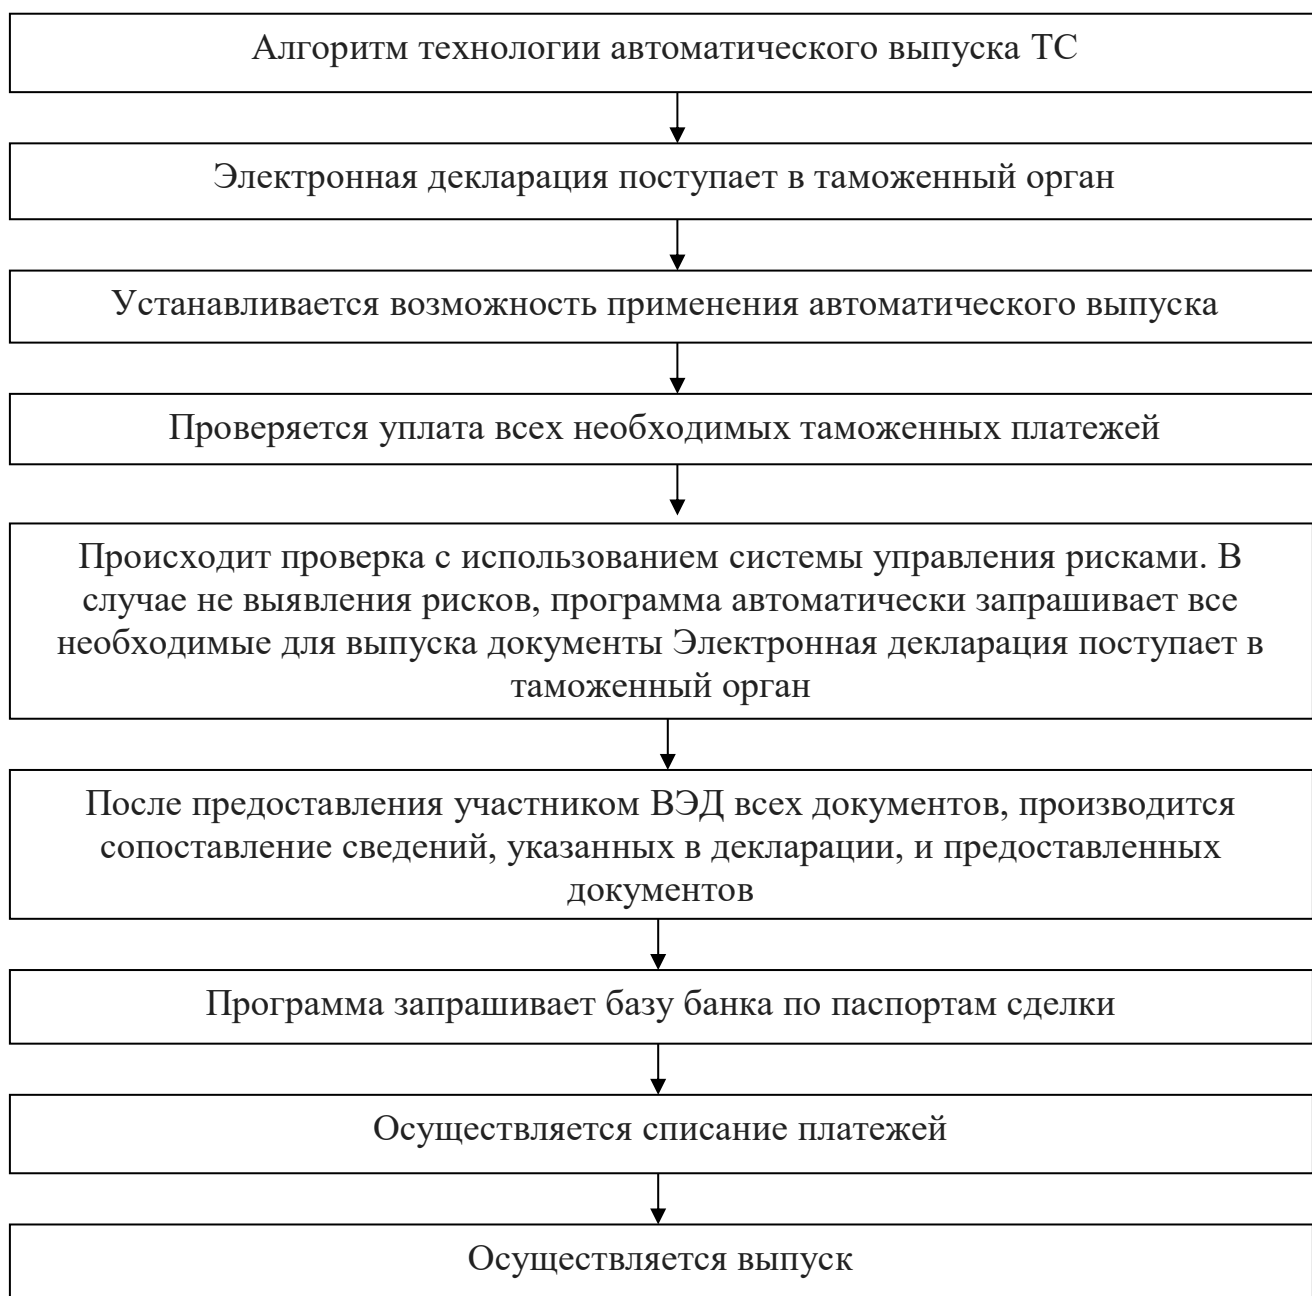 Алгоритм технологии автоматического выпуска ТС
Электронная декларация поступает в таможенный орган
Устанавливается возможность применения автоматического выпуска
Проверяется уплата всех необходимых таможенных платежей
Происходит проверка с использованием системы управления рисками. В
случае не выявления рисков, программа автоматически запрашивает все
необходимые для выпуска документы Электронная декларация поступает в
таможенный орган
После предоставления участником ВЭД всех документов, производится
сопоставление сведений, указанных в декларации, и предоставленных
документов
Программа запрашивает базу банка по паспортам сделки
Осуществляется списание платежей
Осуществляется выпуск